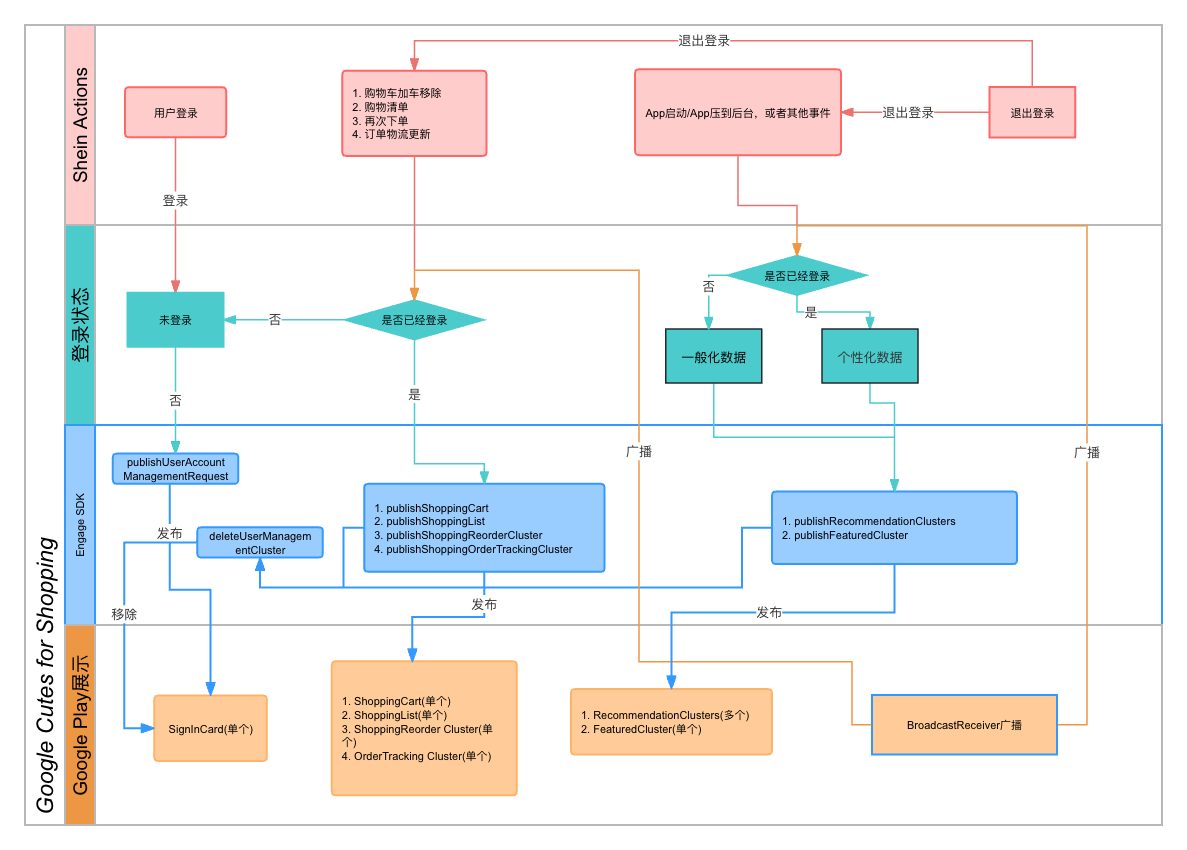 Google Cutes for Shopping
Shein Actions
退出登录
用户登录
1. 购物车加车移除
2. 购物清单
3. 再次下单
4. 订单物流更新
App启动/App压到后台，或者其他事件
退出登录
退出登录
登录
登录状态
未登录
否
是否已经登录
是否已经登录
否
是
一般化数据
个性化数据
否
是
广播
广播
Engage SDK
publishUserAccount
ManagementRequest
发布
deleteUserManagem
entCluster
1. publishShoppingCart
2. publishShoppingList
3. publishShoppingReorderCluster
4. publishShoppingOrderTrackingCluster
1. publishRecommendationClusters
2. publishFeaturedCluster
移除
发布
发布
Google Play展示
SignInCard(单个)
1. ShoppingCart(单个)
2. ShoppingList(单个)
3. ShoppingReorder Cluster(单
个)
4. OrderTracking Cluster(单个)
1. RecommendationClusters(多个)
2. FeaturedCluster(单个)
BroadcastReceiver广播